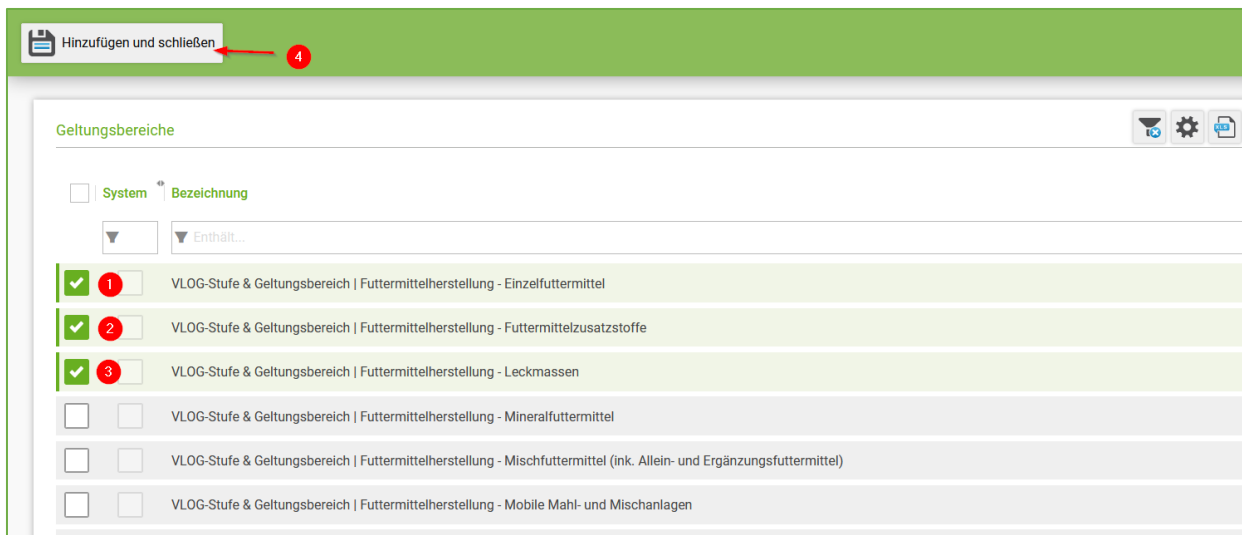 Hinzufügen und schließen
4
Geltungsbereiche
XLS
System Bezeichnung
Enthält...
1 VLOG-Stufe & Geltungsbereich | Futtermittelherstellung - Einzelfuttermittel
2 VLOG-Stufe & Geltungsbereich | Futtermittelherstellung - Futtermittelzusatzstoffe
3 VLOG-Stufe & Geltungsbereich | Futtermittelherstellung - Leckmassen
VLOG-Stufe & Geltungsbereich | Futtermittelherstellung - Mineralfuttermittel
VLOG-Stufe & Geltungsbereich | Futtermittelherstellung - Mischfuttermittel (ink. Allein- und Ergänzungsfuttermittel)
VLOG-Stufe & Geltungsbereich | Futtermittelherstellung - Mobile Mahl- und Mischanlagen